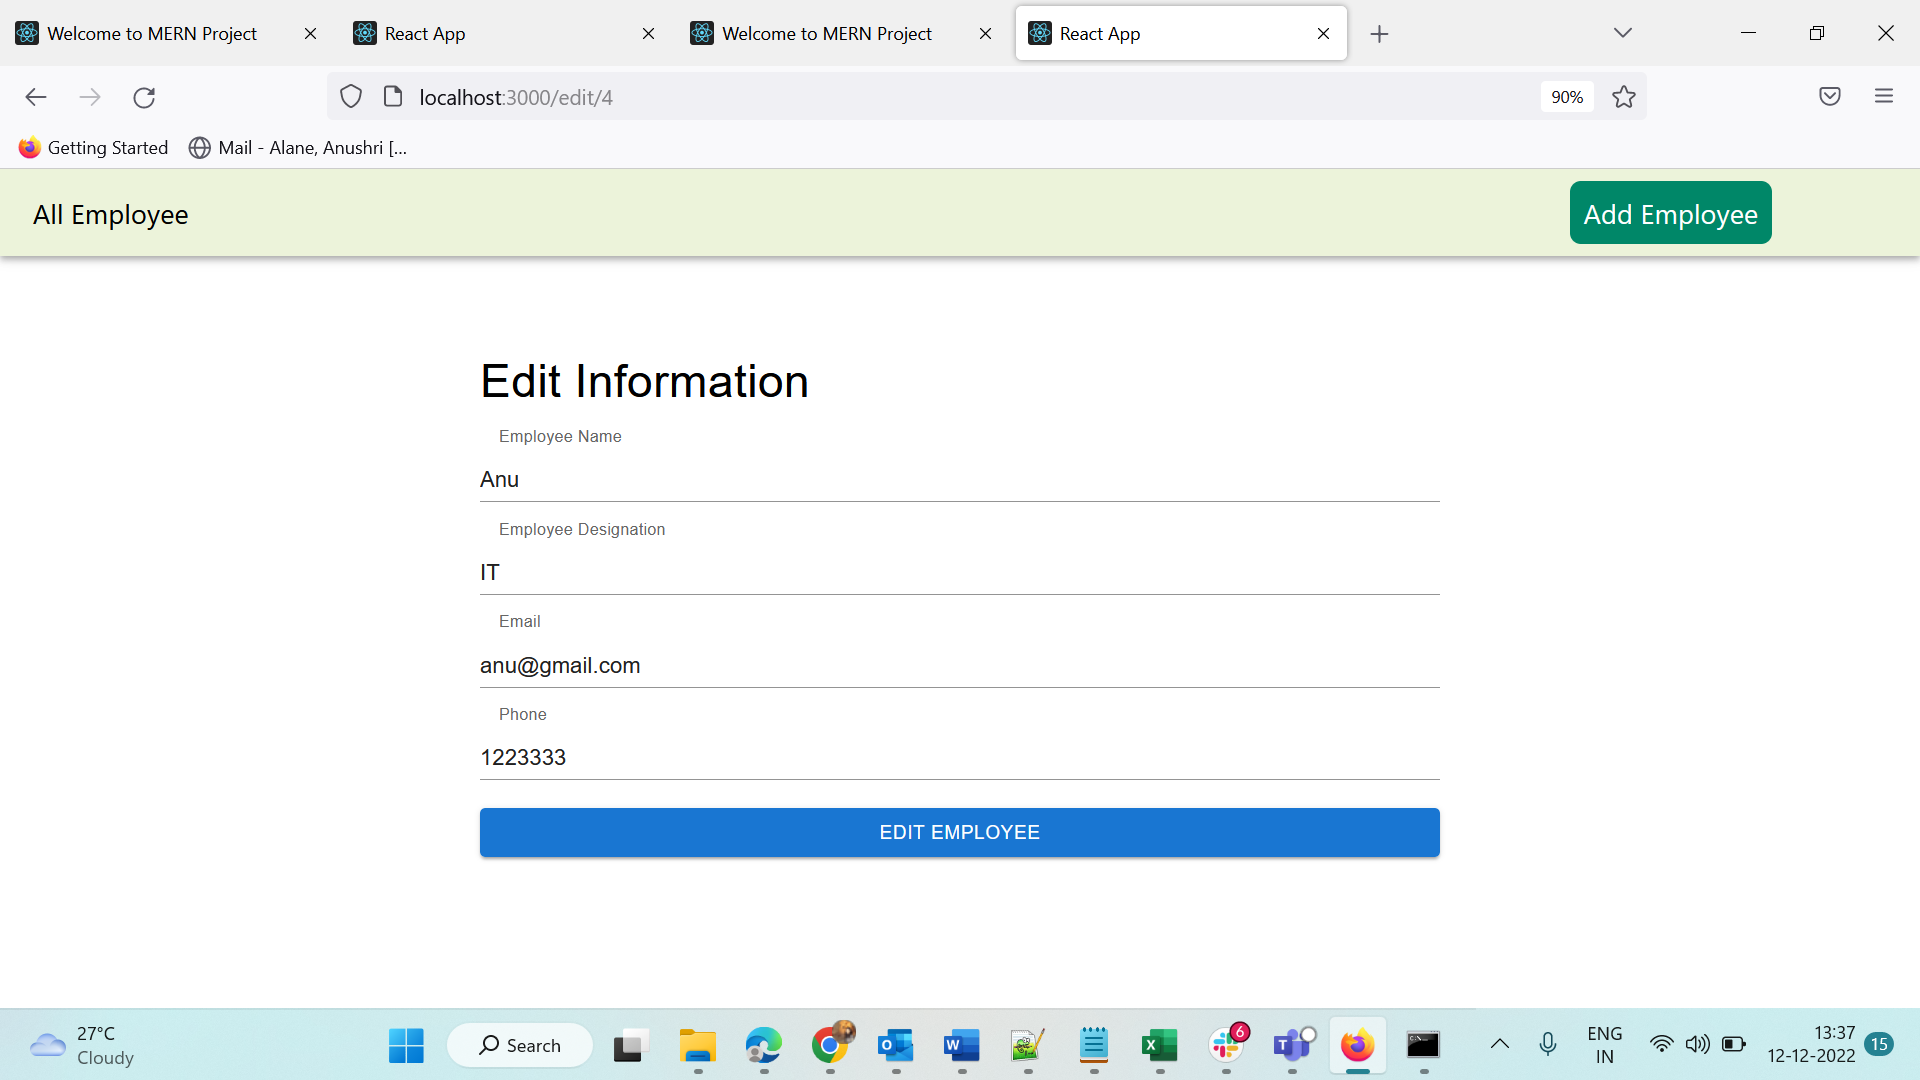 Welcome to MERN Project
React App
Welcome to MERN Project
React App
localhost:3000/edit/4
90%
Getting Started
Mail - Alane, Anushri [...
All Employee
Add Employee
Edit Information
Employee Name
Anu
Employee Designation
IT
Email
anu@gmail.com
Phone
1223333
EDIT EMPLOYEE
27°C
Cloudy
Search
6
ENG
IN
13:37
12-12-2022
15